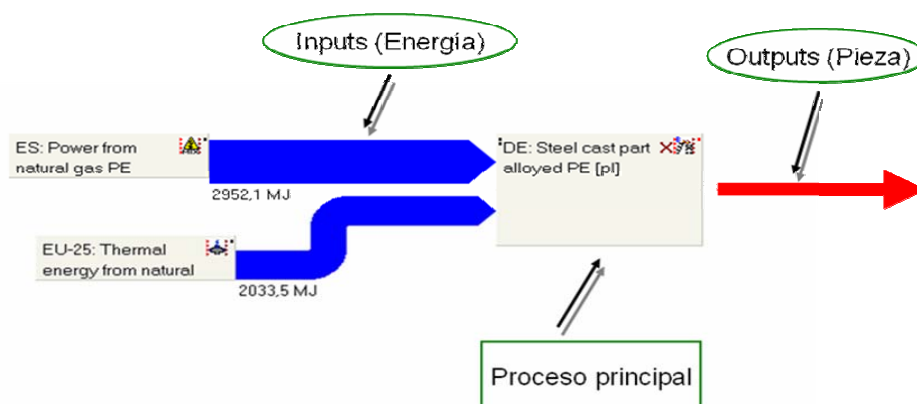 Inputs (Energía)
Outputs (Pieza)
ES: Power from
natural gas PE
DE: Steel cast part
alloyed PE [pl]
2952,1 MJ
EU-25: Thermal
energy from natural
2033,5 MJ
Proceso principal